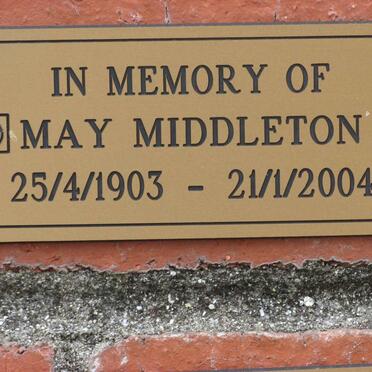 IN MEMORY OF
MAY MIDDLETON
25/4/1903 - 21/1/2004